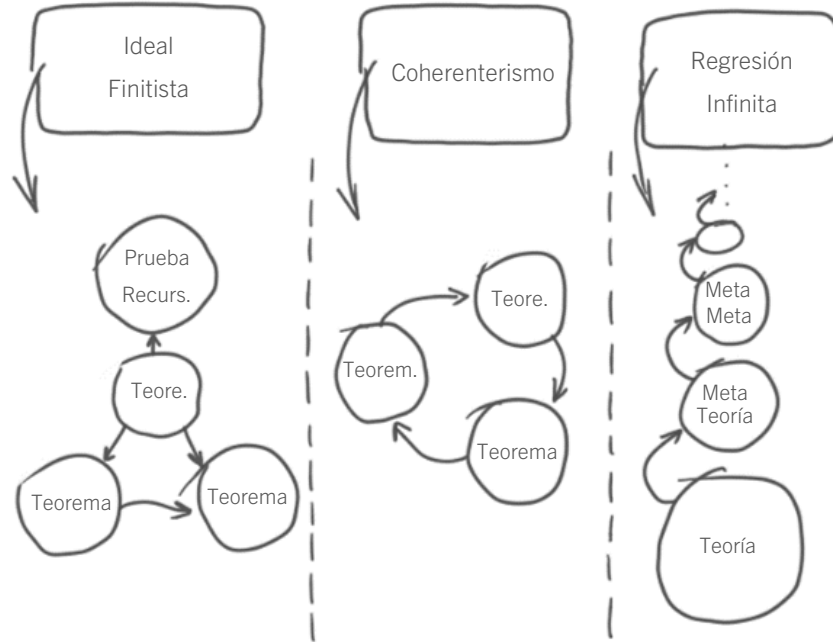 Ideal
Finitista
Coherenterismo
Regresión
Infinita
Prueba
Recurs.
Teore.
Teorema
Teorema
Teore.
Teorem.
Teorema
Meta
Meta
Meta
Teoría
Teoría